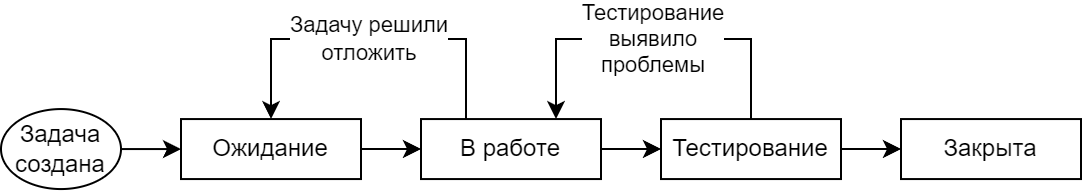 Задачу решили
отложить
Тестирование
выявило
проблемы
Задача
создана
Ожидание
В работе
Тестирование
Закрыта